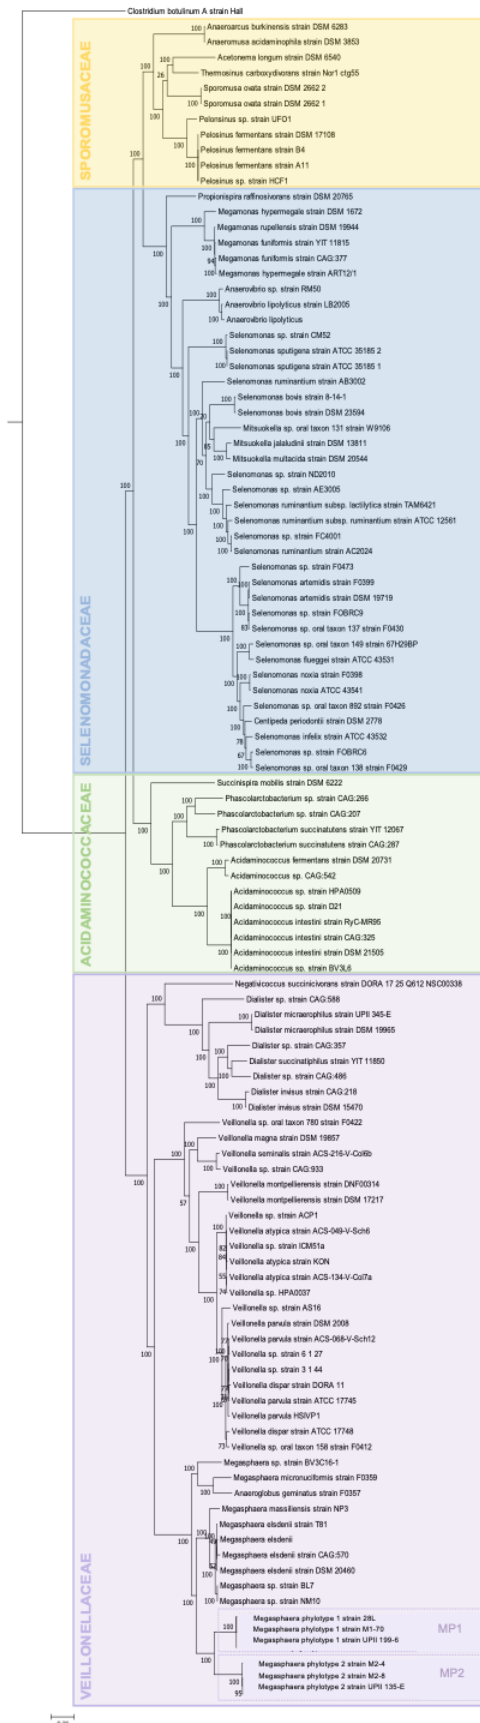 Clostridium botulinum A strain Hall
SPOROMUSACEAE
Anaeroarcus burkinensis strain DSM 6283
Anaeromusa acidaminophila strain DSM 3853
Acetonema longum strain DSM 6540
Thermosinus carboxydivorans strain Nor1 ctg55
Sporomusa ovata strain DSM 2662 2
Sporomusa ovata strain DSM 2662 1
Pelonsinus sp. strain UFO1
Pelosinus fermentans strain DSM 17108
Pelosinus fermentans strain B4
Pelosinus fermentans strain A11
Pelosinus sp. strain HCF1
SELENOMONADACEAE
Propionispira raffinosivorans strain DSM 20765
Megamonas hypermegale strain DSM 1672
Megamonas rupellensis strain DSM 19944
Megamonas funiformis strain YIT 11815
Megamonas funiformis strain CAG:377
Megamonas hypermegale strain ART12/1
Anaerovibrio sp. strain RM50
Anaerovibrio lipolyticus strain LB2005
Anaerovibrio lipolyticus
Selenomonas sp. strain CM52
Selenomonas sputigena strain ATCC 35185 2
Selenomonas sputigena strain ATCC 35185 1
Selenomonas ruminantium strain AB3002
Selenomonas bovis strain 8-14-1
Selenomonas bovis strain DSM 23594
Mitsuokella sp. oral taxon 131 strain W9106
Mitsuokella jalaludinii strain DSM 13811
Mitsuokella multacida strain DSM 20544
Selenomonas sp. strain ND2010
Selenomonas sp. strain AE3005
Selenomonas ruminantium subsp. lactilytica strain TAM6421
Selenomonas ruminantium subsp. ruminantium strain ATCC 12561
Selenomonas sp. strain FC4001
Selenomonas ruminantium strain AC2024
Selenomonas sp. strain F0473
Selenomonas artemidis strain F0399
Selenomonas artemidis strain DSM 19719
Selenomonas sp. strain FOBRC9
Selenomonas sp. oral taxon 137 strain F0430
Selenomonas sp. oral taxon 149 strain 67H29BP
Selenomonas flueggei strain ATCC 43531
Selenomonas noxia strain F0398
Selenomonas noxia ATCC 43541
Selenomonas sp. oral taxon 892 strain F0426
Centipeda periodontii strain DSM 2778
Selenomonas infelix strain ATCC 43532
Selenomonas sp. strain FOBRC6
Selenomonas sp. oral taxon 138 strain F0429
ACIDAMINOCOCCACEAE
Succinispira mobilis strain DSM 6222
Phascolarctobacterium sp. strain CAG:266
Phascolarctobacterium sp. strain CAG:207
Phascolarctobacterium succinatutens strain YIT 12067
Phascolarctobacterium succinatutens strain CAG:287
Acidaminococcus fermentans strain DSM 20731
Acidaminococcus sp. CAG:542
Acidaminococcus sp. strain HPA0509
Acidaminococcus sp. strain D21
Acidaminococcus intestini strain RyC-MR95
Acidaminococcus intestini strain CAG:325
Acidaminococcus intestini strain DSM 21505
Acidaminococcus sp. strain BV3L6
VEILLONELLACEAE
Negativicoccus succinicivorans strain DORA 17 25 Q612 NSC00338
Dialister sp. strain CAG:588
Dialister micraerophilus strain UPII 345-E
Dialister micraerophilus strain DSM 19965
Dialister sp. strain CAG:357
Dialister succinatiphilus strain YIT 11850
Dialister sp. strain CAG:486
Dialister invisus strain CAG:218
Dialister invisus strain DSM 15470
Veillonella sp. oral taxon 780 strain F0422
Veillonella magna strain DSM 19857
Veillonella seminalis strain ACS-216-V-Col6b
Veillonella sp. strain CAG:933
Veillonella montpellierensis strain DNF00314
Veillonella montpellierensis strain DSM 17217
Veillonella sp. strain ACP1
Veillonella atypica strain ACS-049-V-Sch6
Veillonella sp. strain ICM51a
Veillonella atypica strain KON
Veillonella atypica strain ACS-134-V-Col7a
Veillonella sp. HPA0037
Veillonella sp. strain AS16
Veillonella parvula strain DSM 2008
Veillonella parvula strain ACS-068-V-Sch12
Veillonella sp. strain 6 1 27
Veillonella sp. strain 3 1 44
Veillonella dispar strain DORA 11
Veillonella parvula strain ATCC 17745
Veillonella parvula HSIVP1
Veillonella dispar strain ATCC 17748
Veillonella sp. oral taxon 158 strain F0412
Megasphaera sp. strain BV3C16-1
Megasphaera micronuciformis strain F0359
Anaeroglobus geminatus strain F0357
Megasphaera massiliensis strain NP3
Megasphaera elsdenii strain T81
Megasphaera elsdenii
Megasphaera elsdenii strain CAG:570
Megasphaera elsdenii strain DSM 20460
Megasphaera sp. strain BL7
Megasphaera sp. strain NM10
Megasphaera phylotype 1 strain 28L
Megasphaera phylotype 1 strain M1-70
Megasphaera phylotype 1 strain UPII 199-6
MP1
Megasphaera phylotype 2 strain M2-4
Megasphaera phylotype 2 strain M2-8
Megasphaera phylotype 2 strain UPII 135-E
MP2